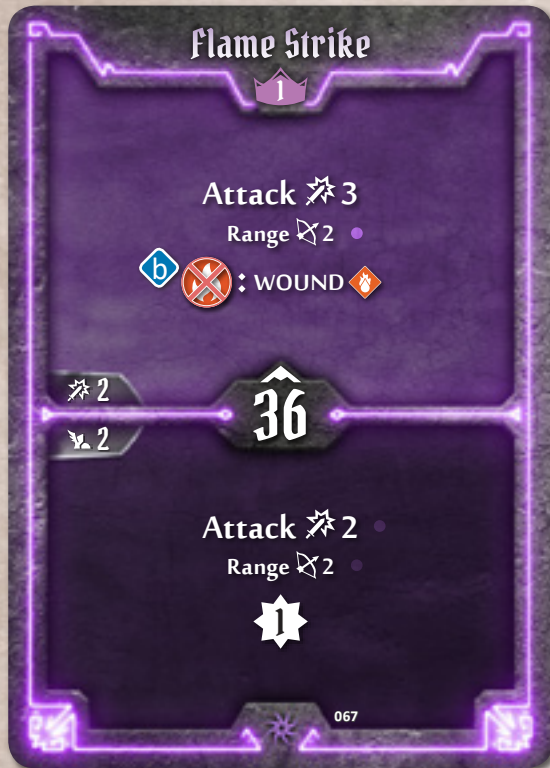 Flame Strike
1
Attack 3
Range 2
b : WOUND
2
36
2
Attack 2
Range 2
1
067